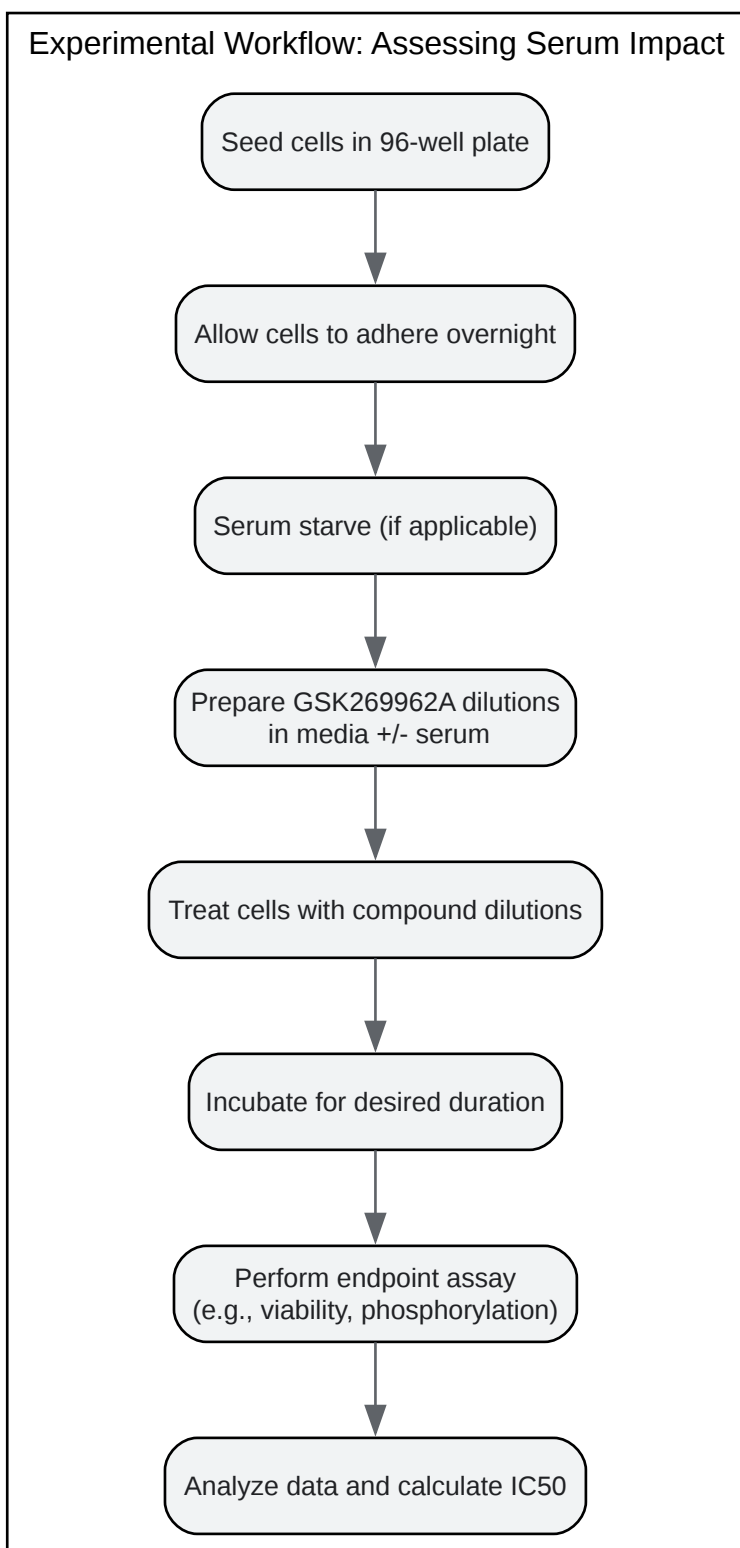 Experimental Workflow: Assessing Serum Impact
Seed cells in 96-well plate
Allow cells to adhere overnight
Serum starve (if applicable)
Prepare GSK269962A dilutions
in media +/- serum
Treat cells with compound dilutions
Incubate for desired duration
Perform endpoint assay
(e.g., viability, phosphorylation)
Analyze data and calculate IC50